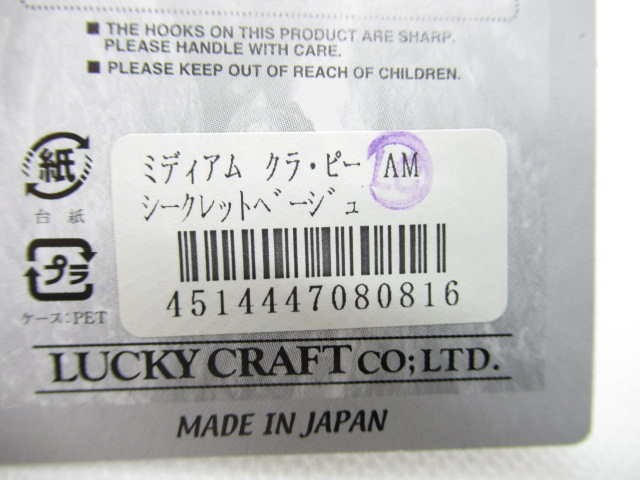 ■ THE HOOKS ON THIS PRODUCT ARE SHARP.
PLEASE HANDLE WITH CARE.
■ PLEASE KEEP OUT OF REACH OF CHILDREN.
紙
台紙
プラ
ケース:PET
ミディアム クラ・ピー AM
シークレットベージュ
4514447080816
LUCKY CRAFT CO;LTD.
MADE IN JAPAN